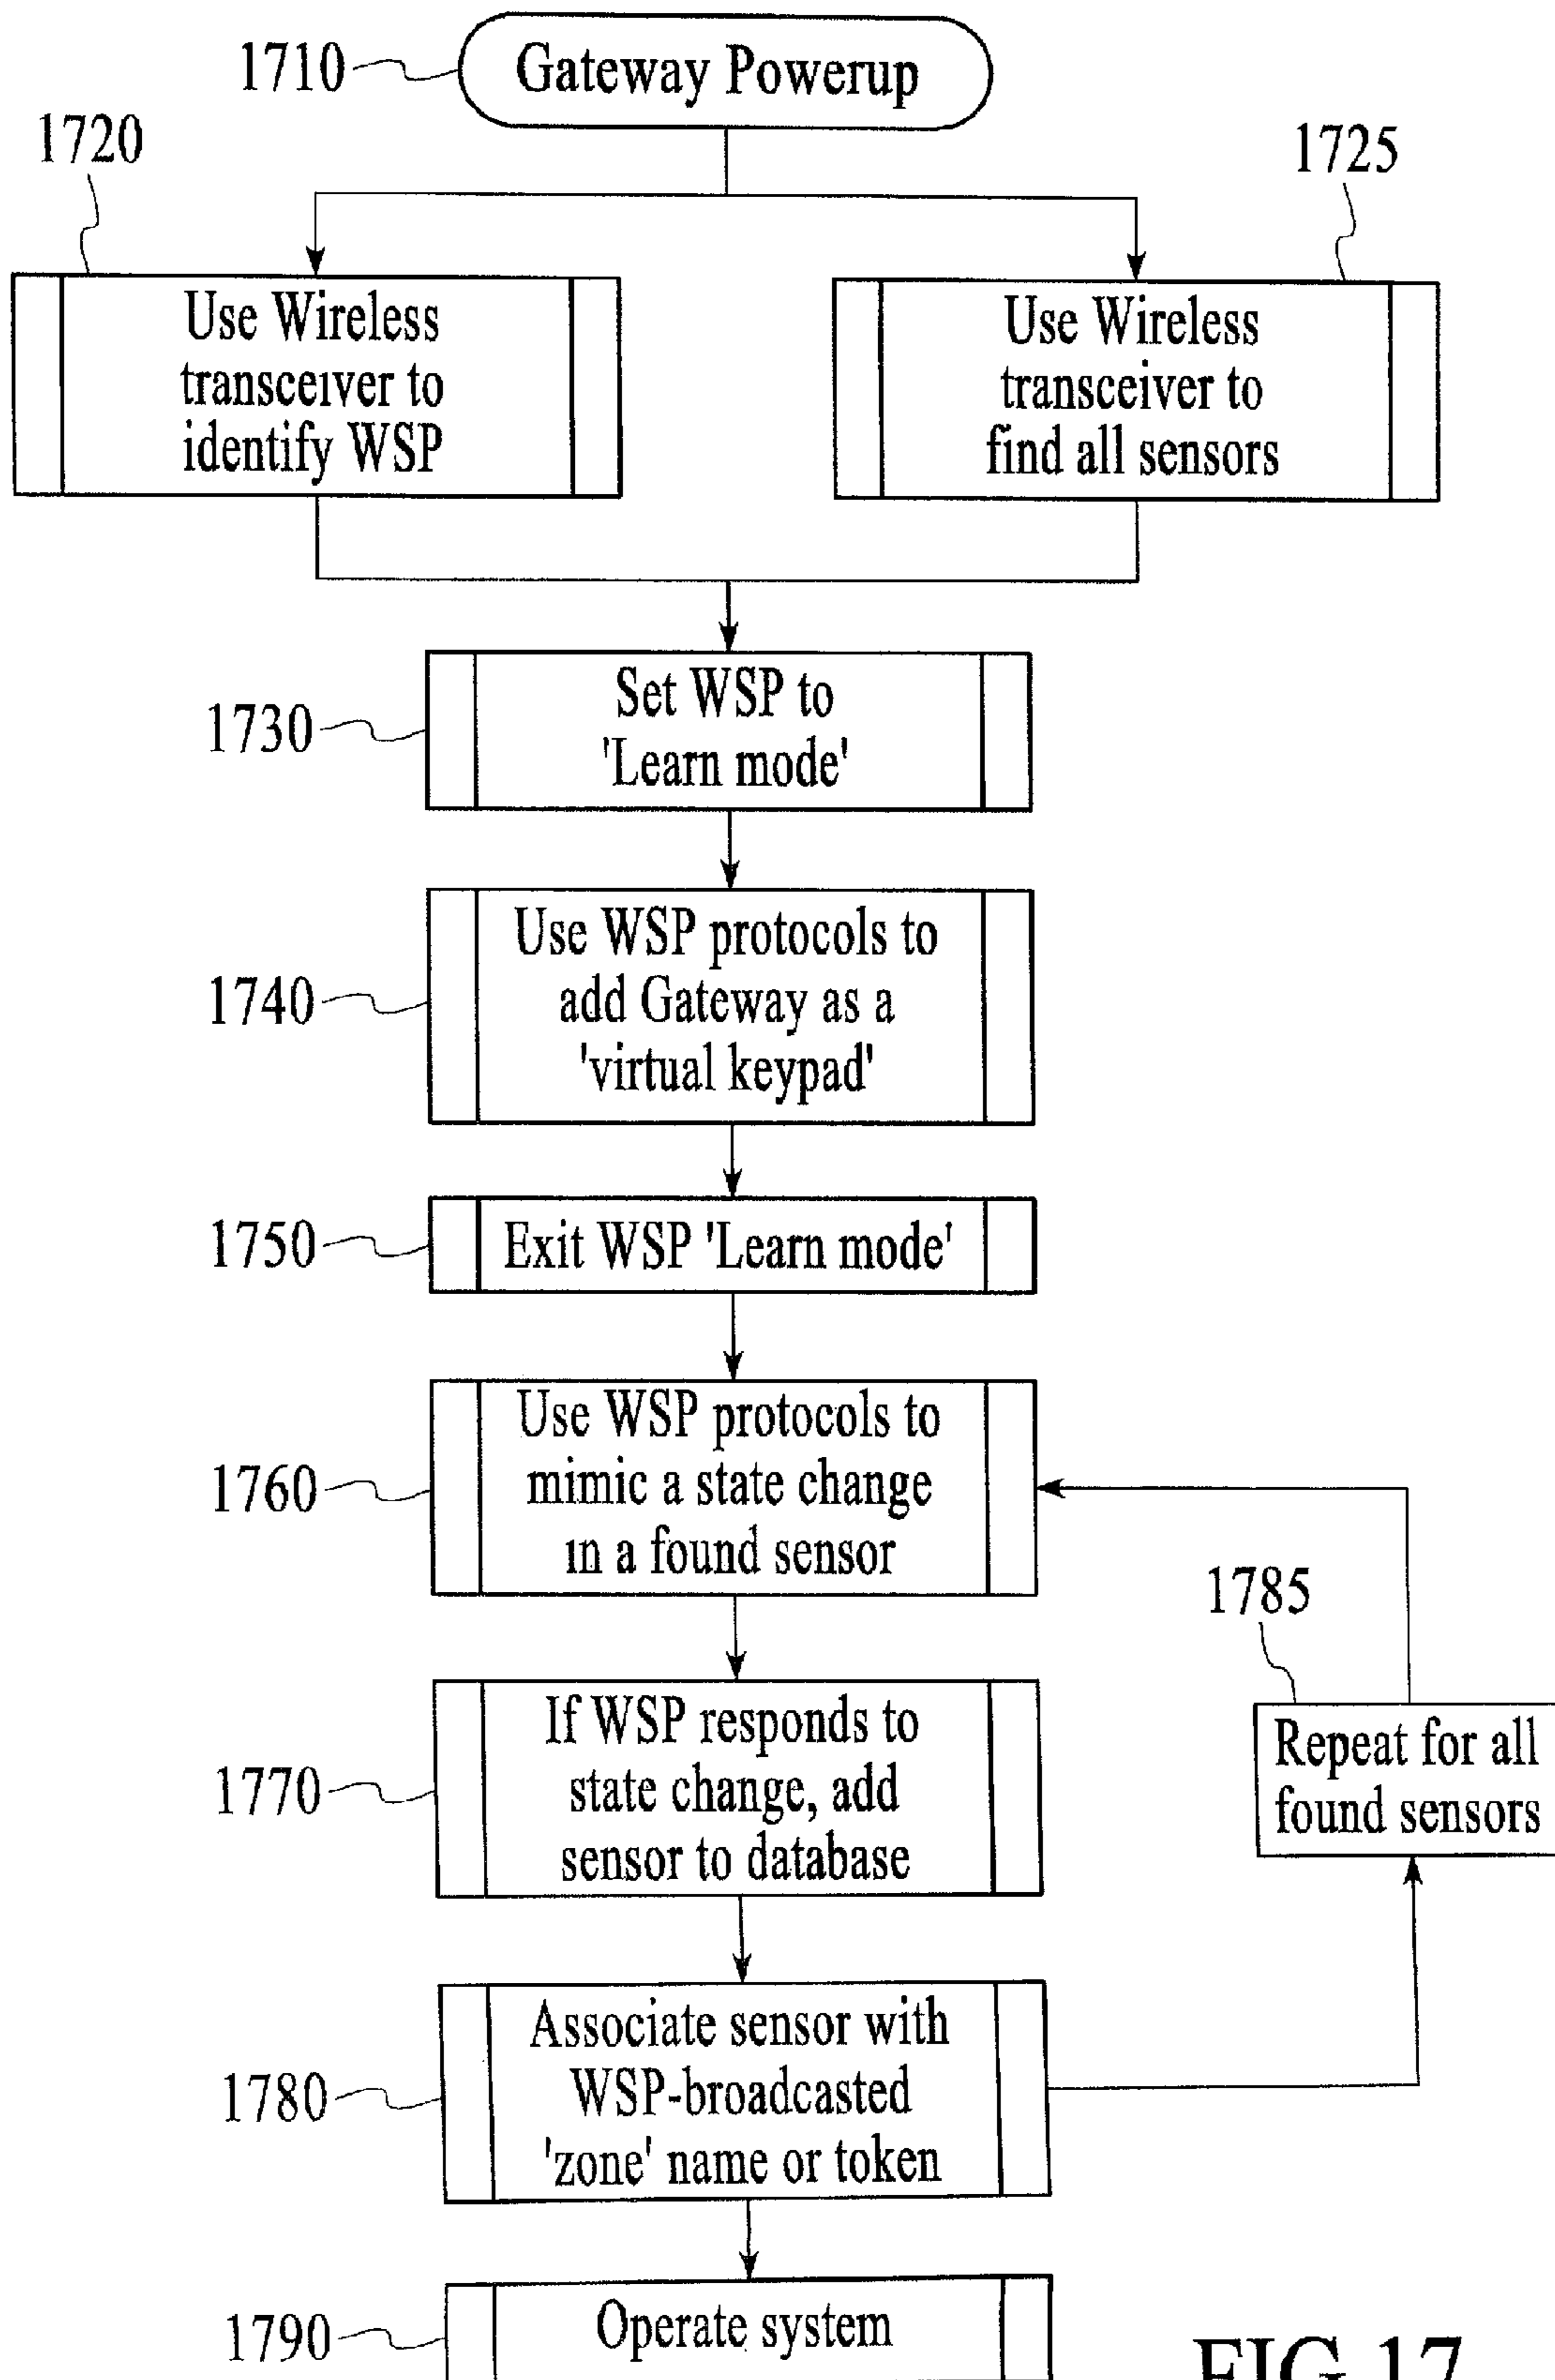 1710
Gateway Powerup
1720
1725
Use Wireless
transceiver to
identify WSP
Use Wireless
transceiver to
find all sensors
1730
Set WSP to
'Learn mode'
1740
Use WSP protocols to
add Gateway as a
'virtual keypad'
1750
Exit WSP 'Learn mode'
1760
Use WSP protocols to
mimic a state change
in a found sensor
1785
Repeat for all
found sensors
1770
If WSP responds to
state change, add
sensor to database
1780
Associate sensor with
WSP-broadcasted
'zone' name or token
1790
Operate system
FIG.17